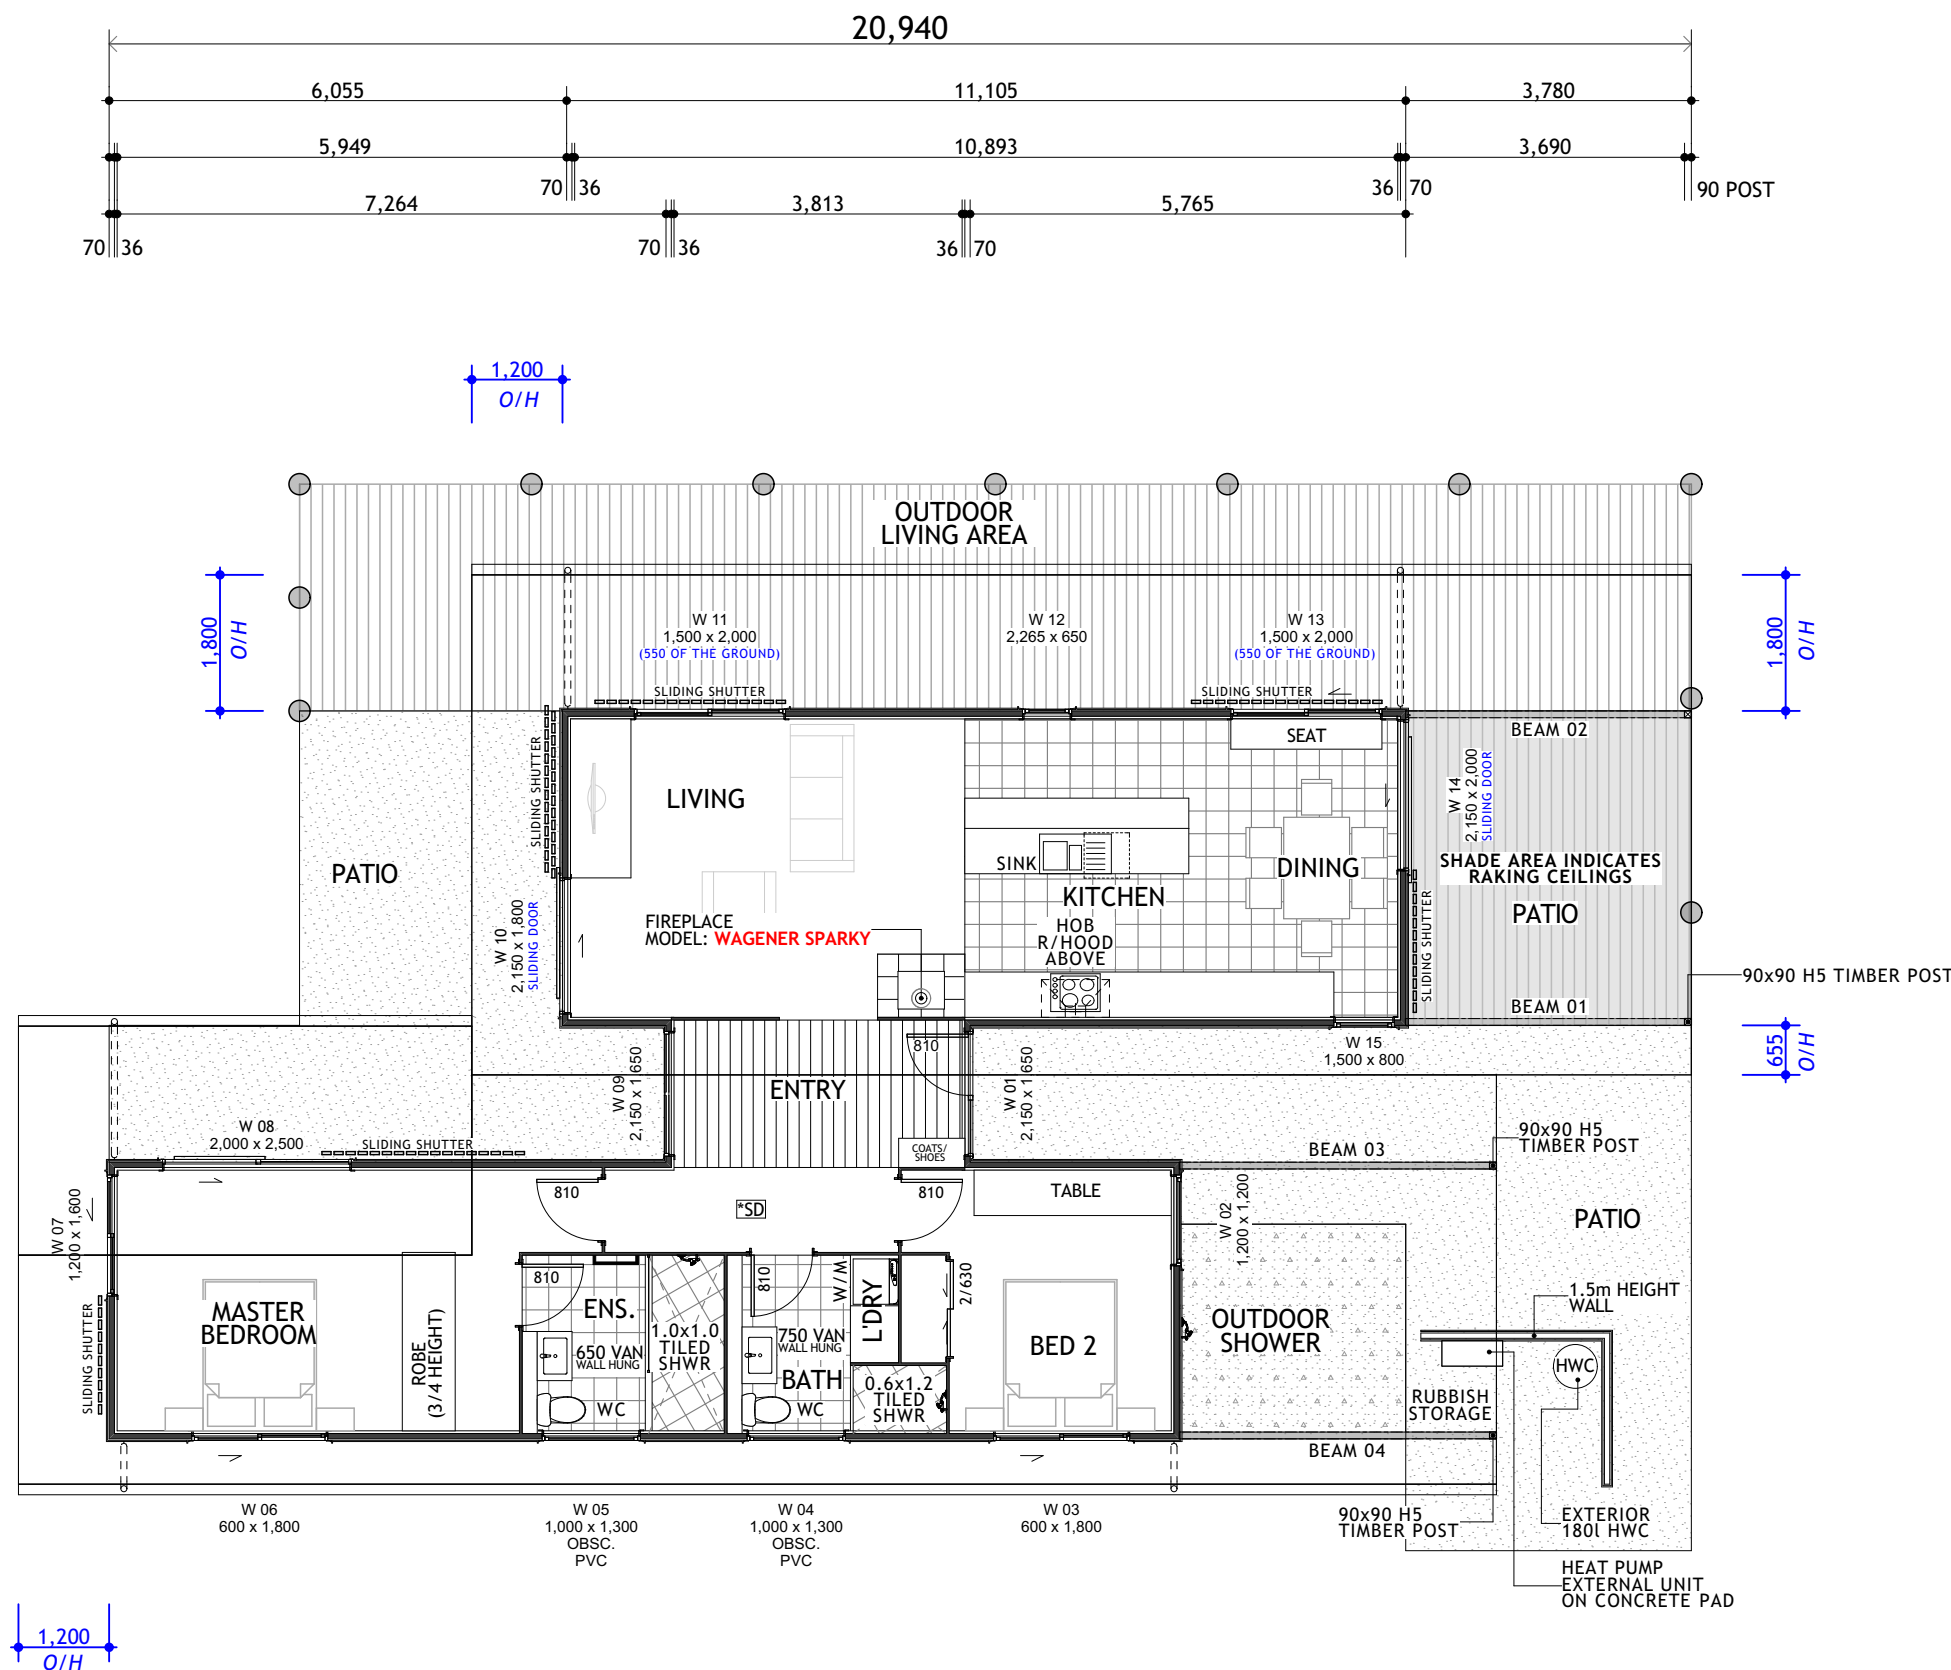 20,940
6,055
11,105
3,780
5,949
10,893
3,690
70 36
36 70
90 POST
7,264
3,813
5,765
70 36
70 36
36 70
1,200
O/H
OUTDOOR
LIVING AREA
1,800
O/H
1,800
O/H
W 11
1,500 x 2,000
(550 OF THE GROUND)
W 12
2,265 x 650
W 13
1,500 x 2,000
(550 OF THE GROUND)
SLIDING SHUTTER
SLIDING SHUTTER
SEAT
BEAM 02
SLIDING SHUTTER
LIVING
W 14
2,150 x 2,000
SLIDING DOOR
PATIO
SINK
KITCHEN
DINING
SHADE AREA INDICATES
RAKING CEILINGS
PATIO
W 10
2,150 x 1,800
SLIDING DOOR
FIREPLACE
MODEL: WAGENER SPARKY
HOB
R/HOOD
ABOVE
SLIDING SHUTTER
90x90 H5 TIMBER POST
BEAM 01
655
O/H
810
W 15
1,500 x 800
W 09
2,150 x 1 650
ENTRY
W 01
2,150 x 1 650
W 08
2,000 x 2,500
SLIDING SHUTTER
COATS/
SHOES
BEAM 03
90x90 H5
TIMBER POST
W 07
1,200 x 1,600
810
*SD
810
TABLE
W 02
1,200 x 1,200
PATIO
810
810
W/M
L'DRY
2/630
1.5m HEIGHT
WALL
SLIDING SHUTTER
MASTER
BEDROOM
ROBE
(3/4 HEIGHT)
ENS.
650 VAN
WALL HUNG
WC
1.0x1.0
TILED
SHWR
750 VAN
WALL HUNG
BATH
WC
0.6x1.2
TILED
SHWR
BED 2
OUTDOOR
SHOWER
HWC
RUBBISH
STORAGE
BEAM 04
W 06
600 x 1,800
W 05
1,000 x 1,300
OBSC.
PVC
W 04
1,000 x 1,300
OBSC.
PVC
W 03
600 x 1,800
90x90 H5
TIMBER POST
EXTERIOR
180l HWC
HEAT PUMP
EXTERNAL UNIT
ON CONCRETE PAD
1,200
O/H